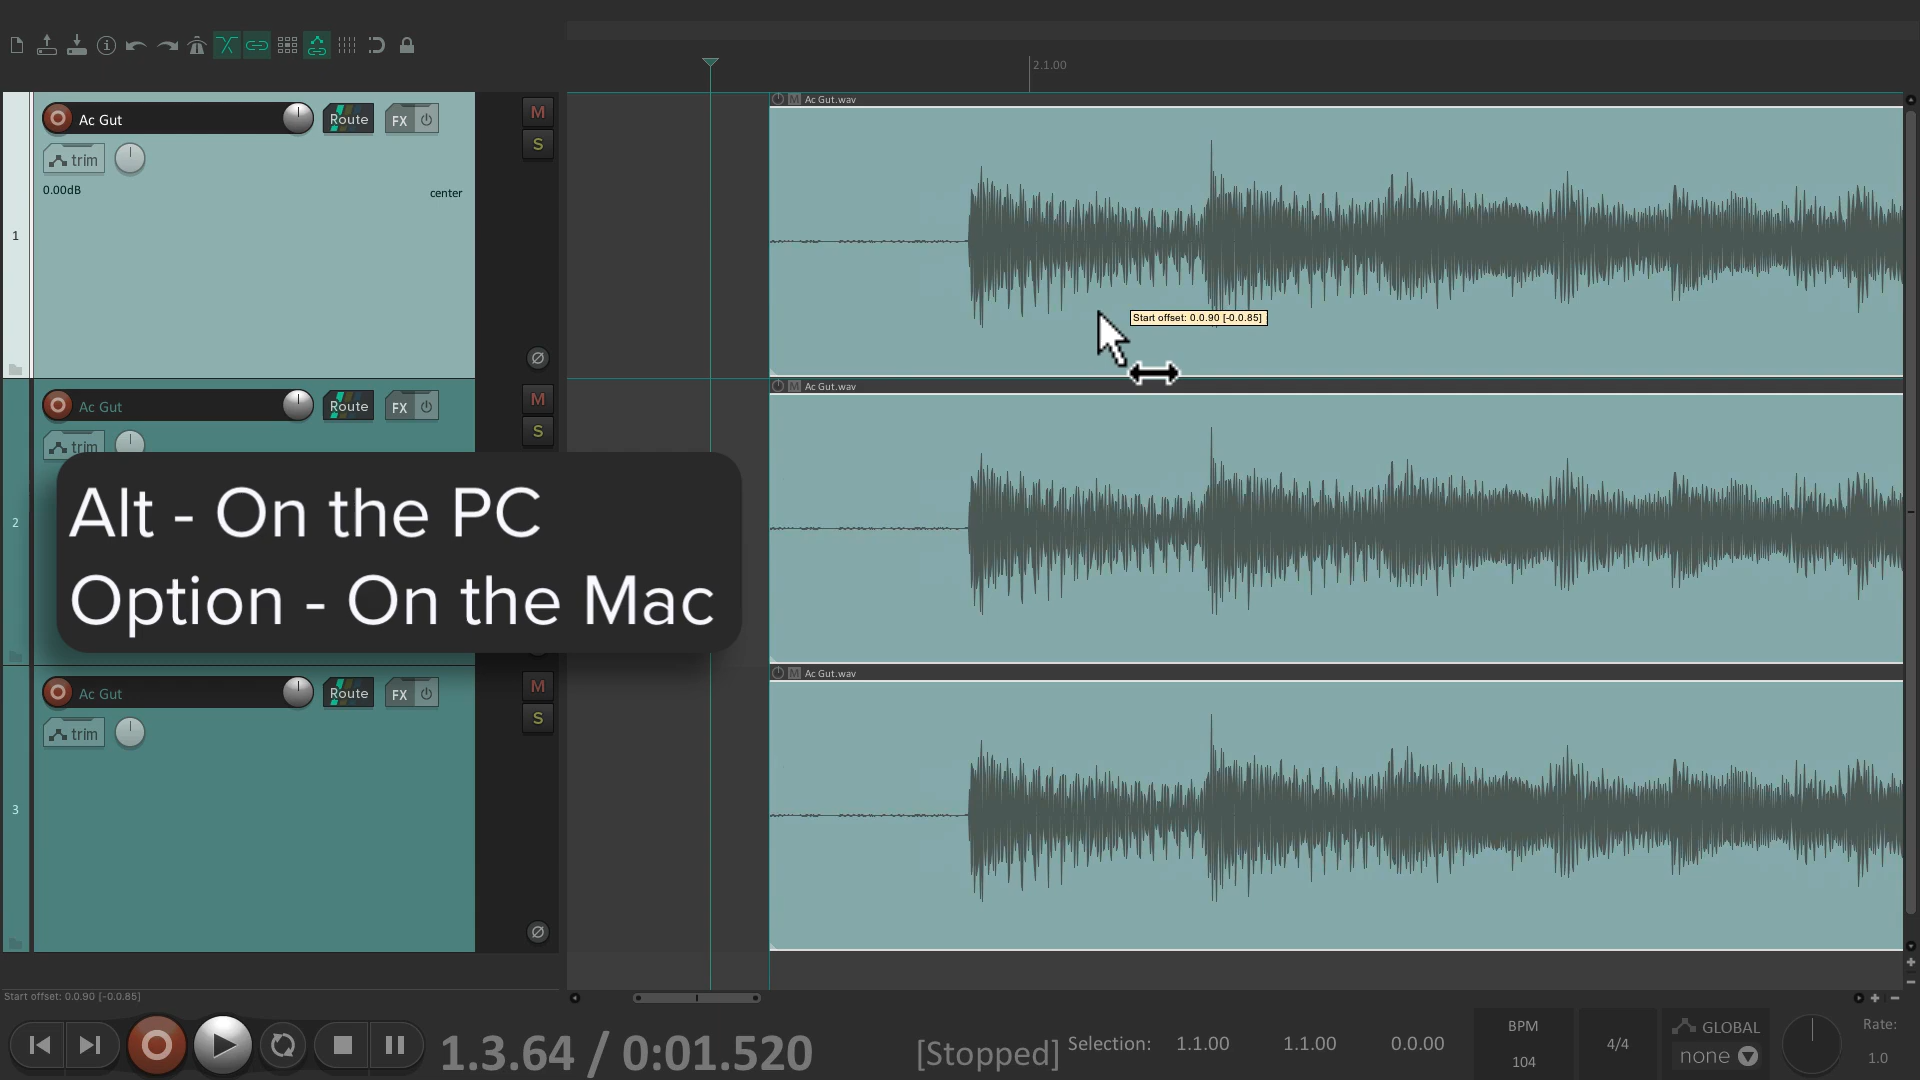 2.1.00
Ac Gut
Route
FX
M
S
trim
0.00dB
center
1
Ac Gut.wav
Start offset: 0.0.90 [-0.0.85]
Ac Gut
Route
FX
M
S
trim
2
Ac Gut.wav
Alt - On the PC
Option - On the Mac
Ac Gut
Route
FX
M
S
trim
3
Ac Gut.wav
Start offset: 0.0.90 [-0.0.85]
1.3.64 / 0:01.520
[Stopped]
Selection: 1.1.00 1.1.00 0.0.00
BPM
104
4/4
GLOBAL
none
Rate:
1.0